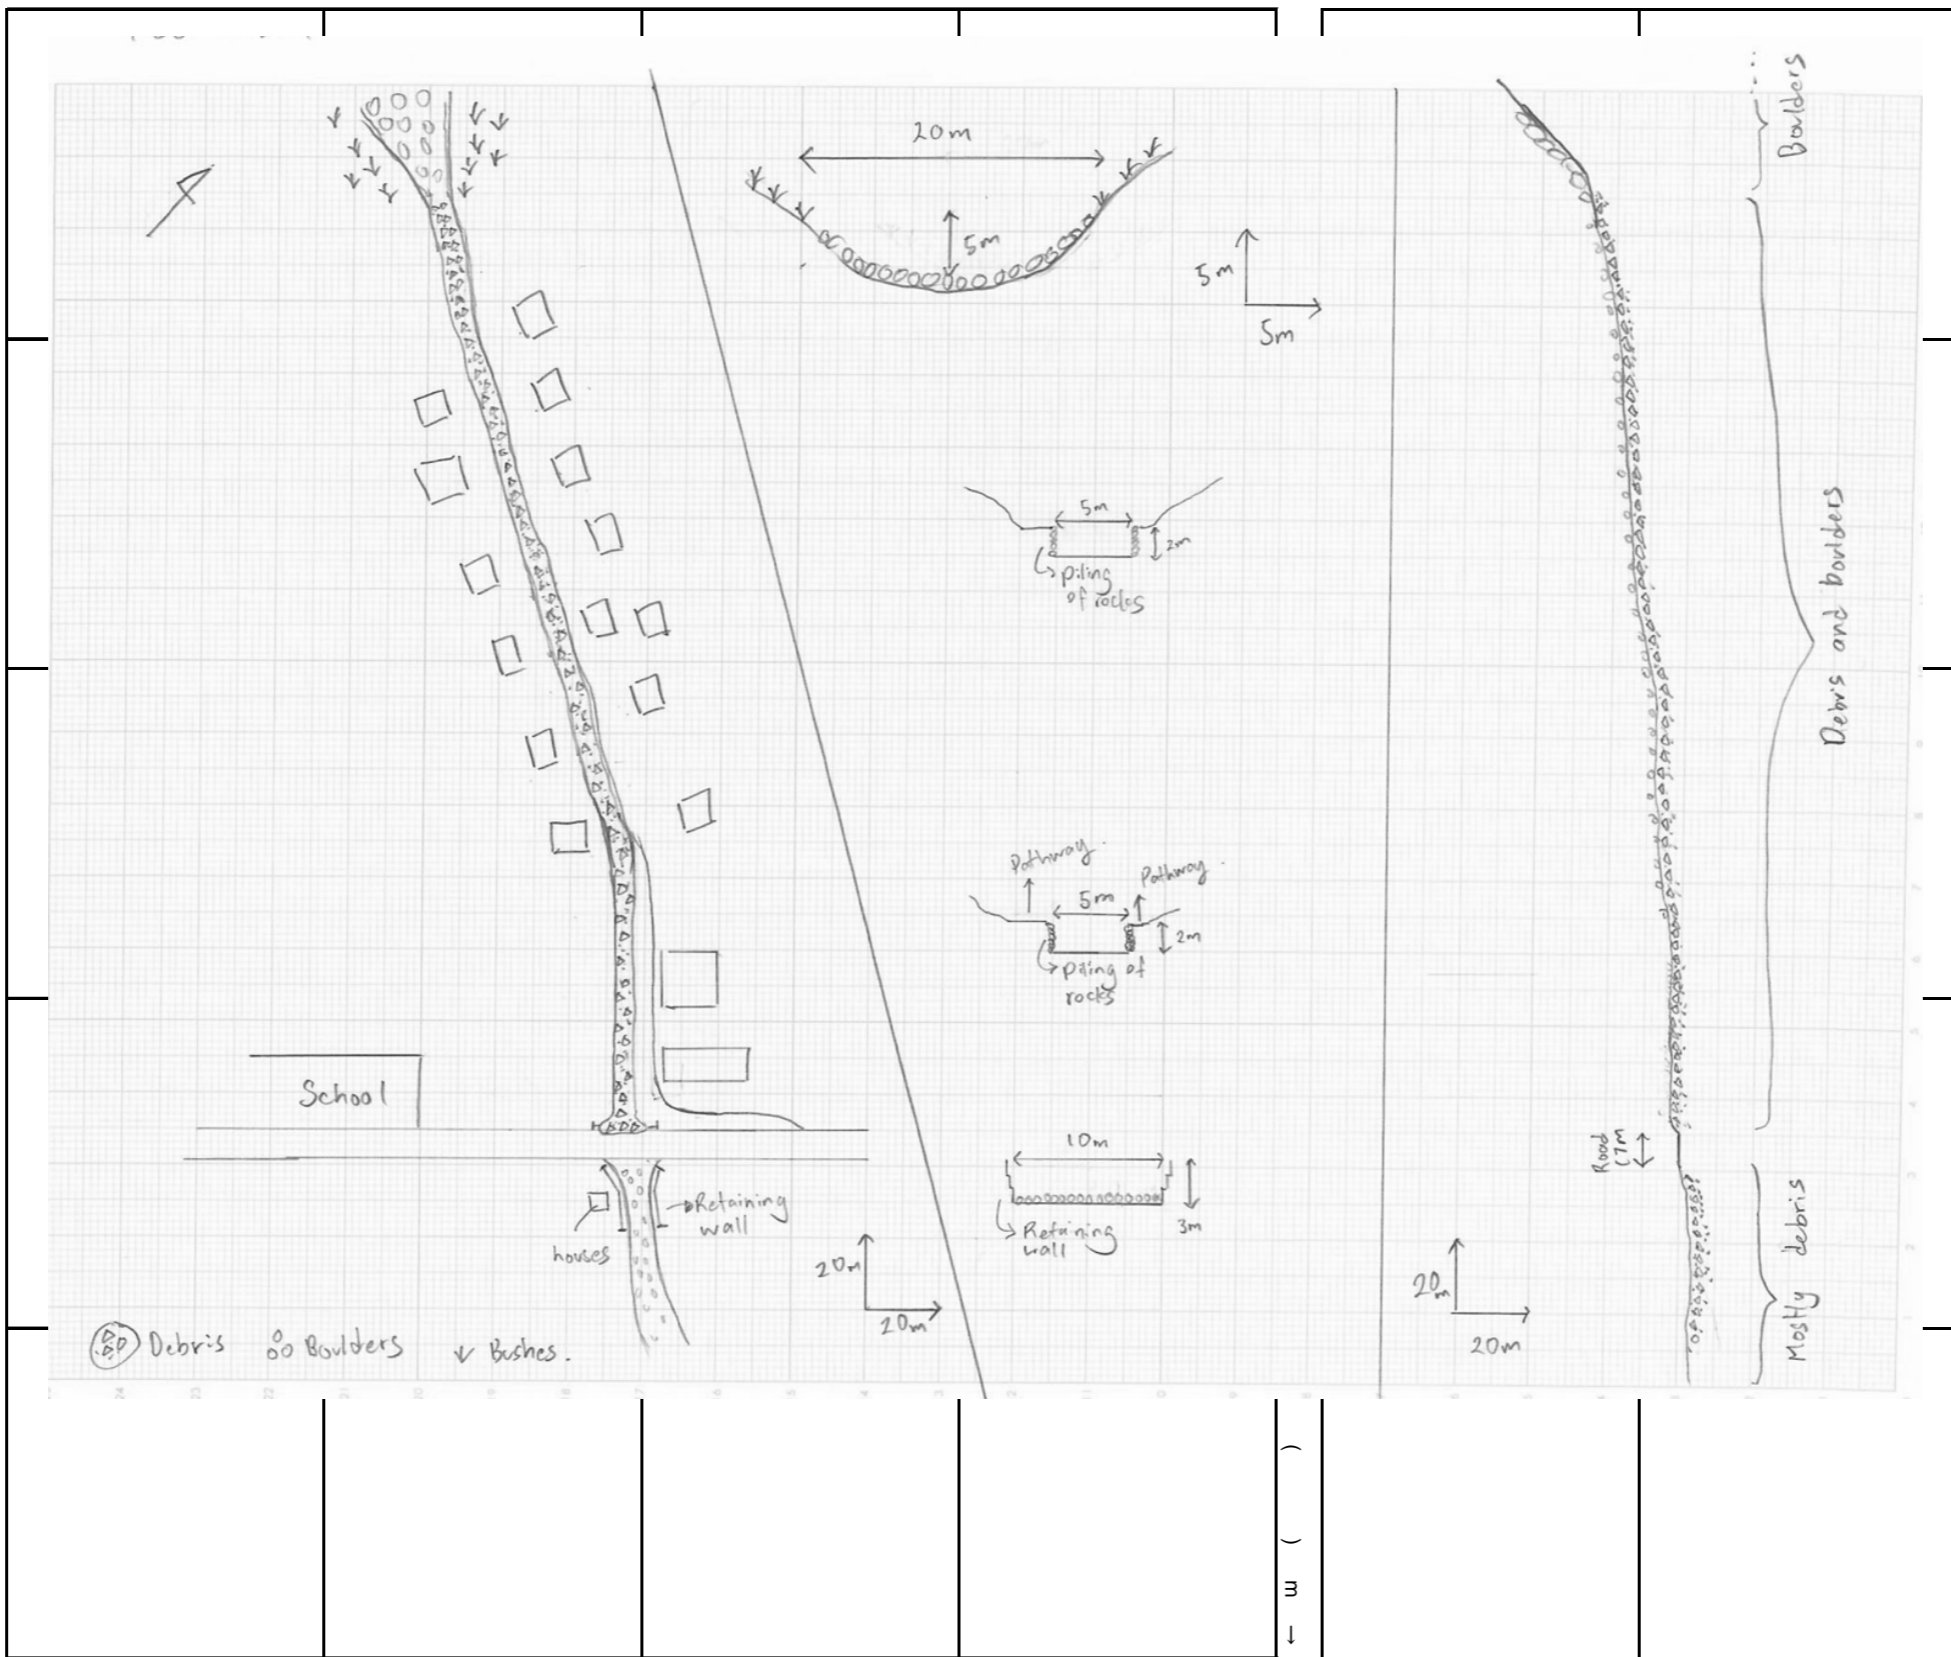 20m
5m
5m
5m
Boulders
5m
2m
piling
of rocks
Debris and boulders
Pathway.
Pathway.
5m
2m
piling of
rocks
School
10m
3m
Retaining
wall
Retaining
wall
houses
20m
20m
Road
(7m
20m
20m
Mostly debris
Debris
Boulders
Bushes.
( ) m →